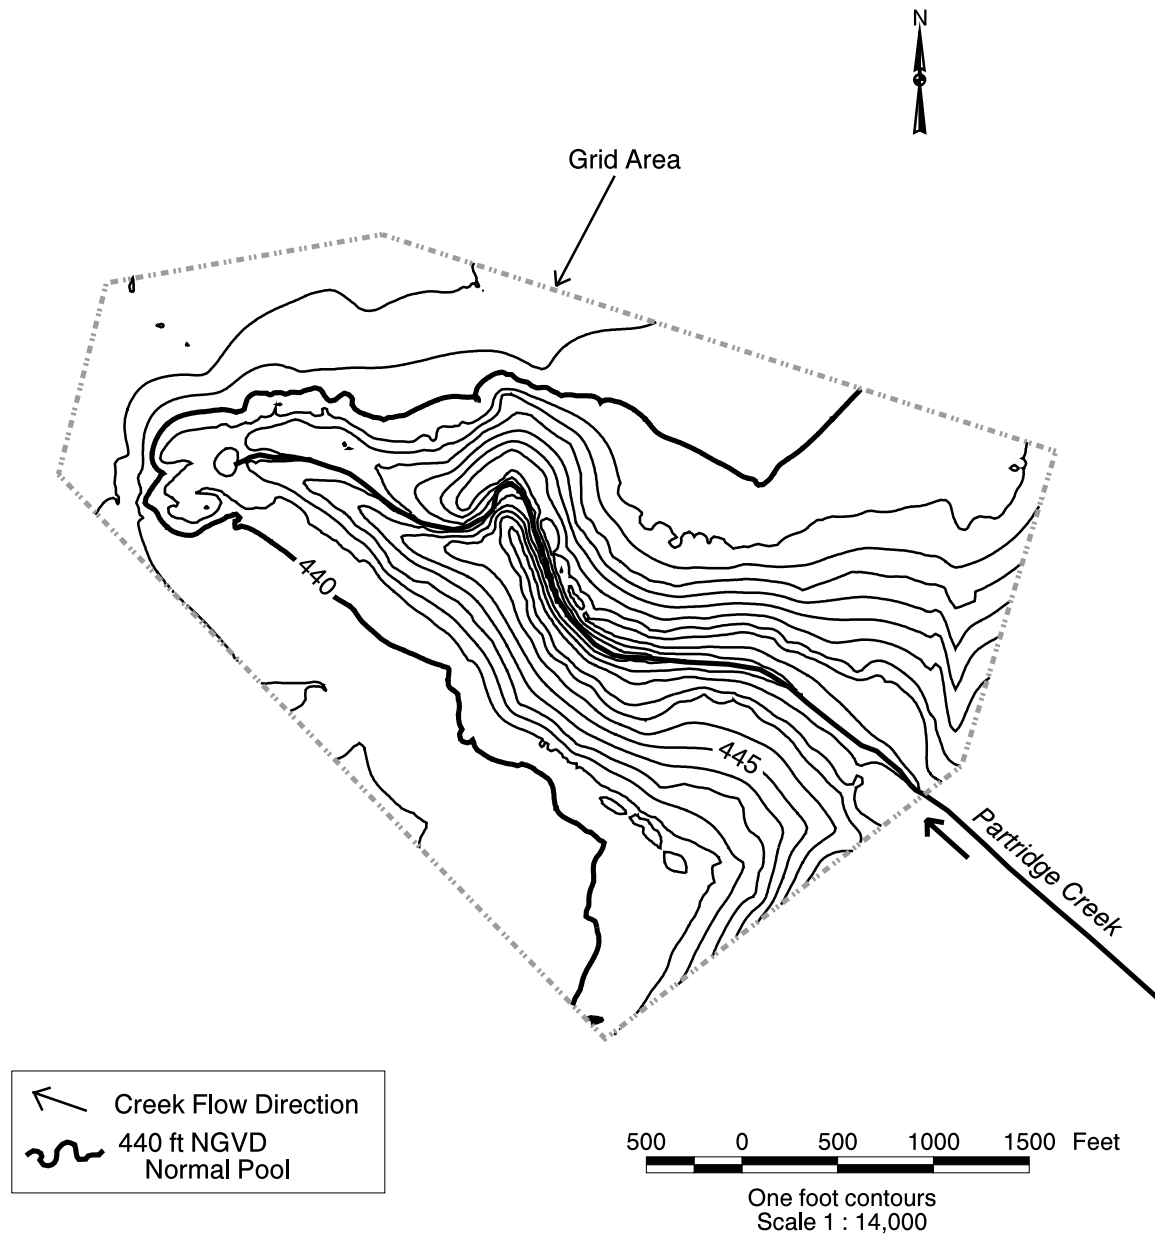 N
Grid Area
440
445
Partridge Creek
Creek Flow Direction
440 ft NGVD
Normal Pool
500 0 500 1000 1500 Feet
One foot contours
Scale 1 : 14,000